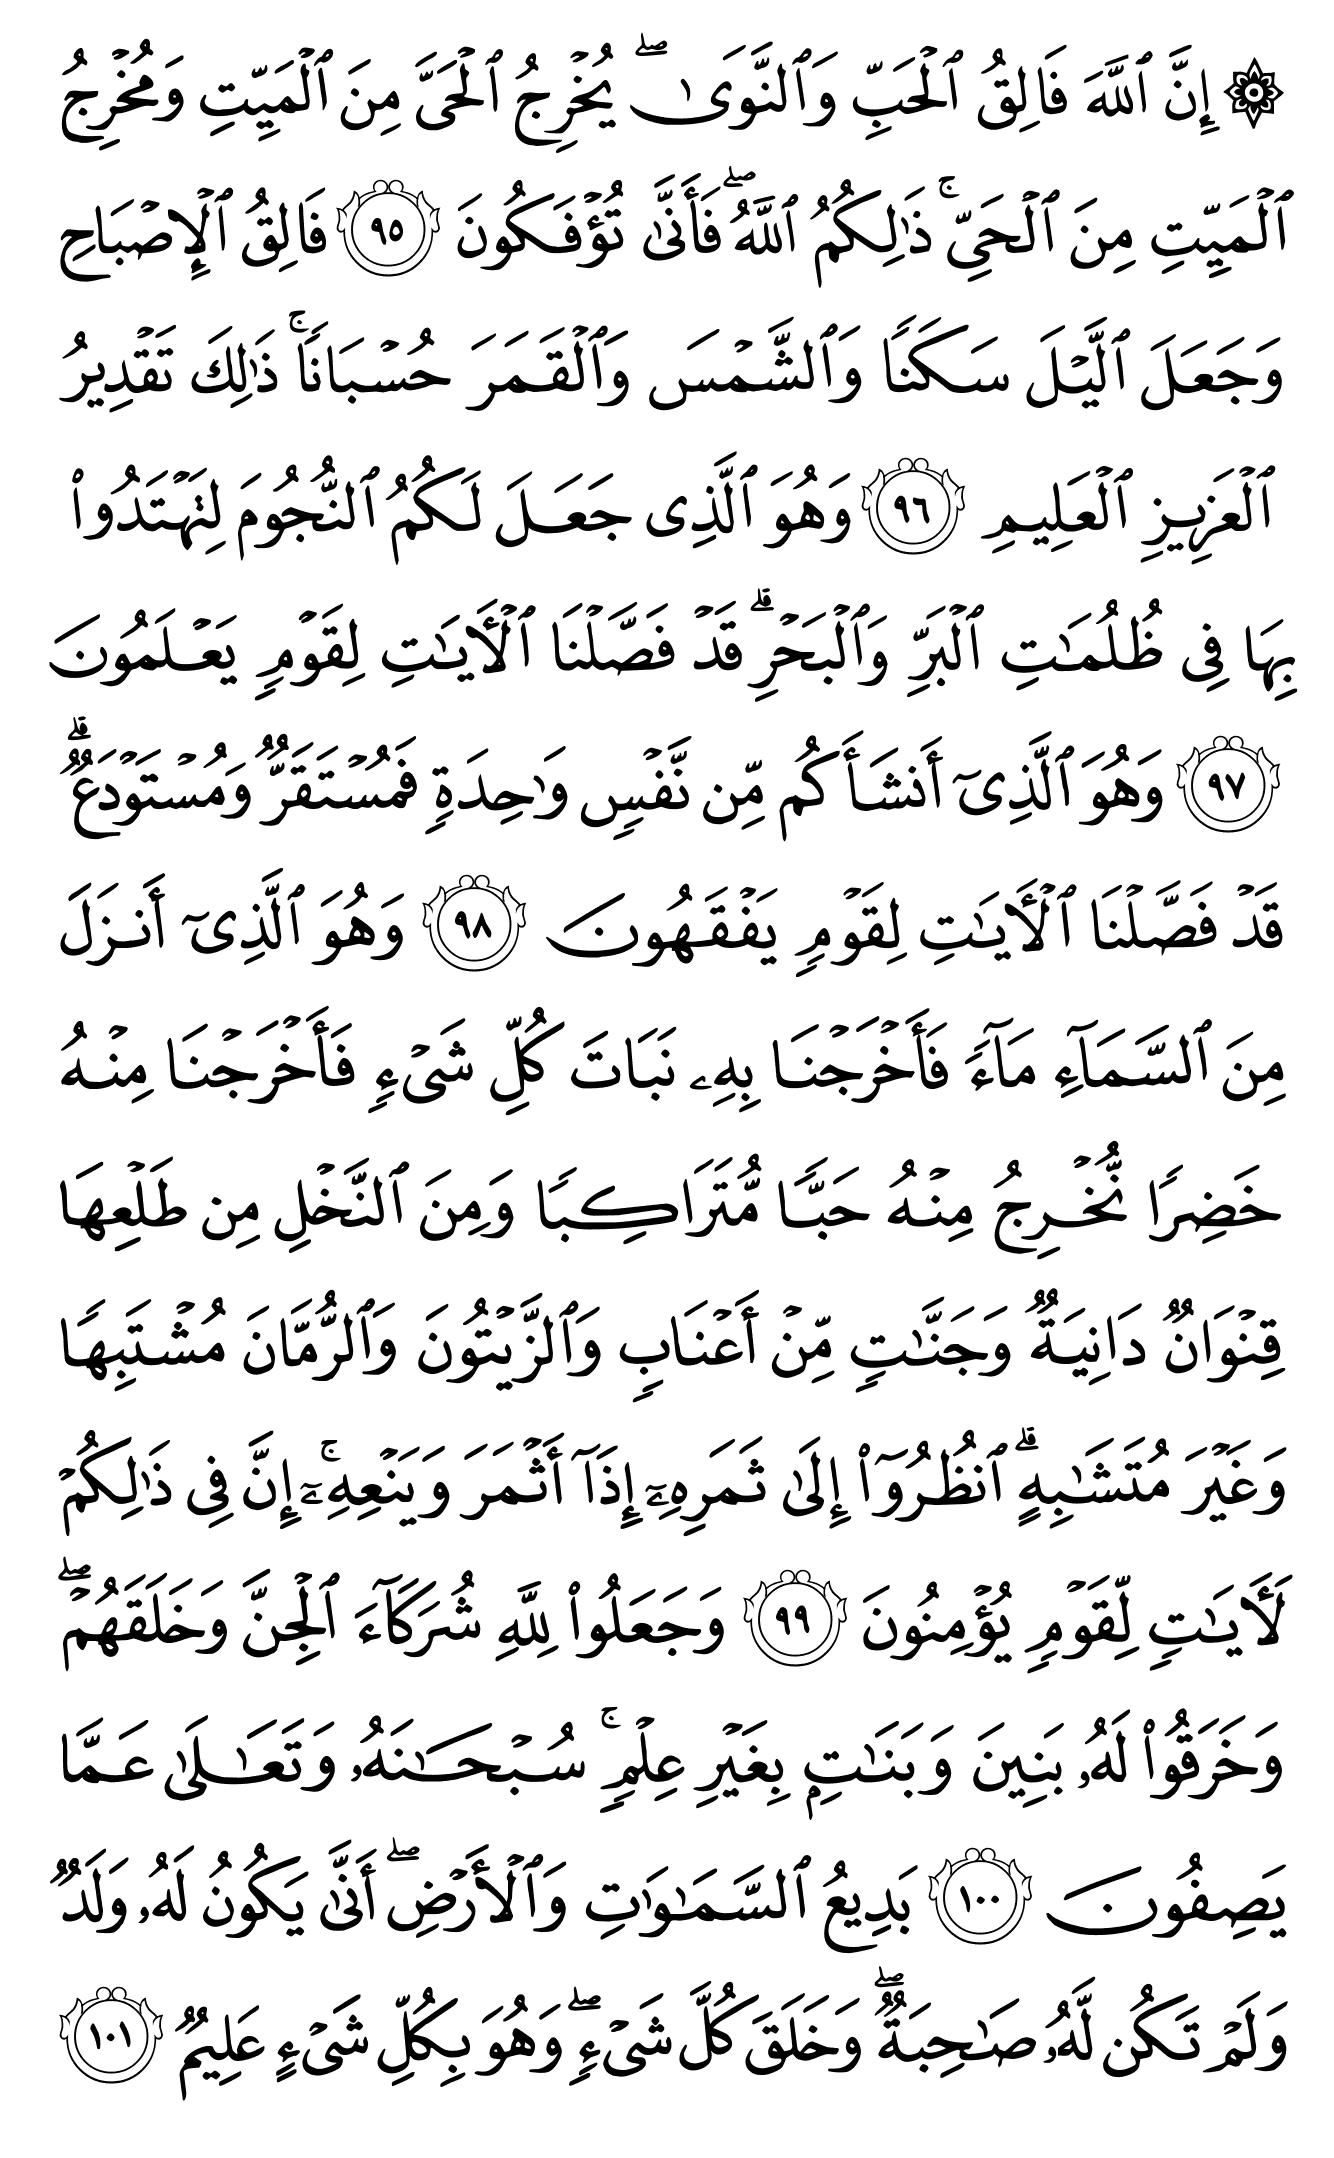 ۞ إِنَّ ٱللَّهَ فَالِقُ ٱلْحَبِّ وَٱلنَّوَىٰ ۖ يُخْرِجُ ٱلْحَىَّ مِنَ ٱلْمَيِّتِ وَمُخْرِجُ
ٱلْمَيِّتِ مِنَ ٱلْحَىِّ ۚ ذَٰلِكُمُ ٱللَّهُ ۖ فَأَنَّىٰ تُؤْفَكُونَ ٩٥ فَالِقُ ٱلْإِصْبَاحِ
وَجَعَلَ ٱلَّيْلَ سَكَنًا وَٱلشَّمْسَ وَٱلْقَمَرَ حُسْبَانًا ۚ ذَٰلِكَ تَقْدِيرُ
ٱلْعَزِيزِ ٱلْعَلِيمِ ٩٦ وَهُوَ ٱلَّذِى جَعَلَ لَكُمُ ٱلنُّجُومَ لِتَهْتَدُوا۟
بِهَا فِى ظُلُمَـٰتِ ٱلْبَرِّ وَٱلْبَحْرِ ۗ قَدْ فَصَّلْنَا ٱلْـَٔايَـٰتِ لِقَوْمٍ يَعْلَمُونَ
٩٧ وَهُوَ ٱلَّذِىٓ أَنشَأَكُم مِّن نَّفْسٍ وَٰحِدَةٍ فَمُسْتَقَرٌّ وَمُسْتَوْدَعٌ ۗ
قَدْ فَصَّلْنَا ٱلْـَٔايَـٰتِ لِقَوْمٍ يَفْقَهُونَ ٩٨ وَهُوَ ٱلَّذِىٓ أَنزَلَ
مِنَ ٱلسَّمَآءِ مَآءً فَأَخْرَجْنَا بِهِۦ نَبَاتَ كُلِّ شَىْءٍ فَأَخْرَجْنَا مِنْهُ
خَضِرًا نُّخْرِجُ مِنْهُ حَبًّا مُّتَرَاكِبًا وَمِنَ ٱلنَّخْلِ مِن طَلْعِهَا
قِنْوَانٌ دَانِيَةٌ وَجَنَّـٰتٍ مِّنْ أَعْنَابٍ وَٱلزَّيْتُونَ وَٱلرُّمَّانَ مُشْتَبِهًا
وَغَيْرَ مُتَشَـٰبِهٍ ۗ ٱنظُرُوٓا۟ إِلَىٰ ثَمَرِهِۦٓ إِذَآ أَثْمَرَ وَيَنْعِهِۦٓ ۚ إِنَّ فِى ذَٰلِكُمْ
لَـَٔايَـٰتٍ لِّقَوْمٍ يُؤْمِنُونَ ٩٩ وَجَعَلُوا۟ لِلَّهِ شُرَكَآءَ ٱلْجِنَّ وَخَلَقَهُمْ ۖ
وَخَرَقُوا۟ لَهُۥ بَنِينَ وَبَنَـٰتٍۭ بِغَيْرِ عِلْمٍ ۚ سُبْحَـٰنَهُۥ وَتَعَـٰلَىٰ عَمَّا
يَصِفُونَ ١٠٠ بَدِيعُ ٱلسَّمَـٰوَٰتِ وَٱلْأَرْضِ ۖ أَنَّىٰ يَكُونُ لَهُۥ وَلَدٌ
وَلَمْ تَكُن لَّهُۥ صَـٰحِبَةٌ ۖ وَخَلَقَ كُلَّ شَىْءٍ ۖ وَهُوَ بِكُلِّ شَىْءٍ عَلِيمٌ ١٠١